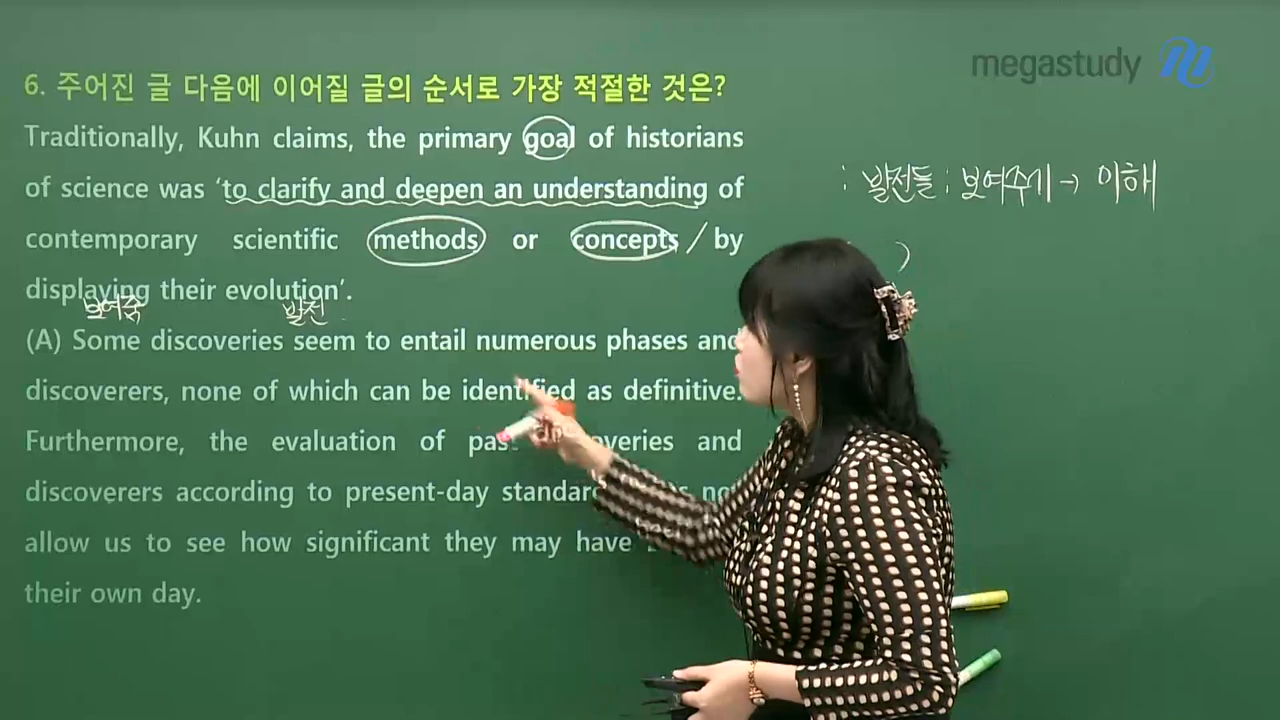 megastudy
6. 주어진 글 다음에 이어질 글의 순서로 가장 적절한 것은?
Traditionally, Kuhn claims, the primary goal of historians
of science was ‘to clarify and deepen an understanding of
contemporary scientific methods or concepts / by
displaying their evolution’.
보여줌 발전
: 발전들 : 보여주기 → 이해
(A) Some discoveries seem to entail numerous phases and
discoverers, none of which can be identified as definitive.
Furthermore, the evaluation of and
discoverers according to present-day
allow us to see how significant they may have
their own day.